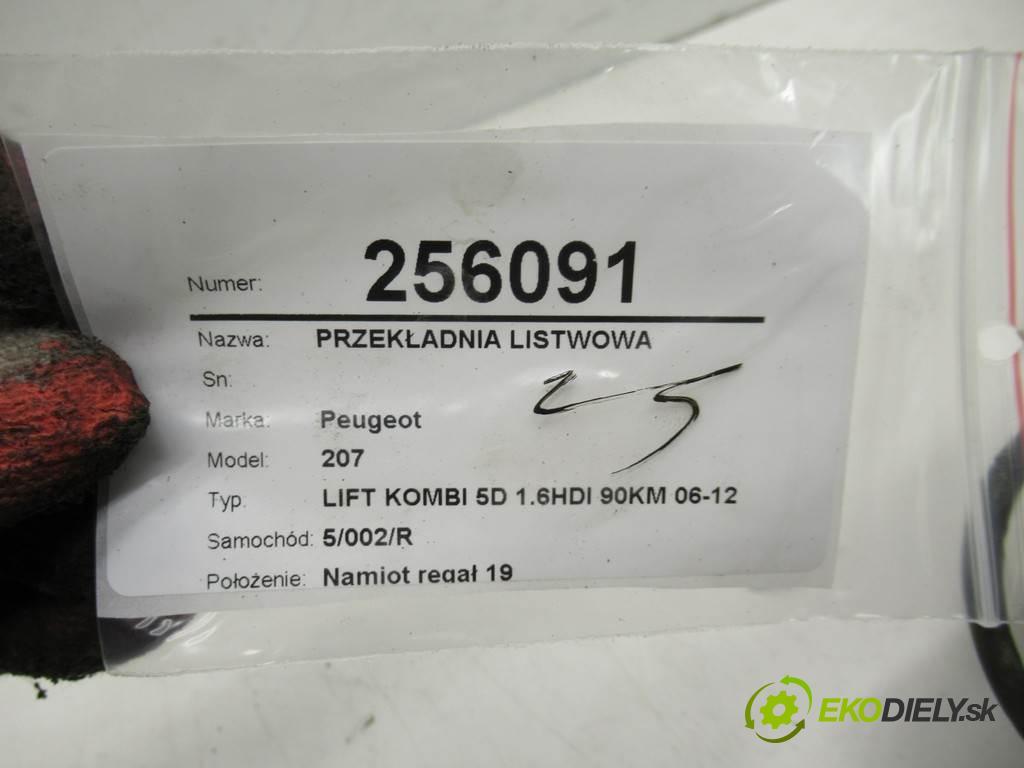 Numer: 256091
Nazwa: PRZEKŁADNIA LISTWOWA
Sn:
25
Marka: Peugeot
Model: 207
Typ: LIFT KOMBI 5D 1.6HDI 90KM 06-12
Samochód: 5/002/R
Położenie: Namiot regał 19
EKODIELY.sk